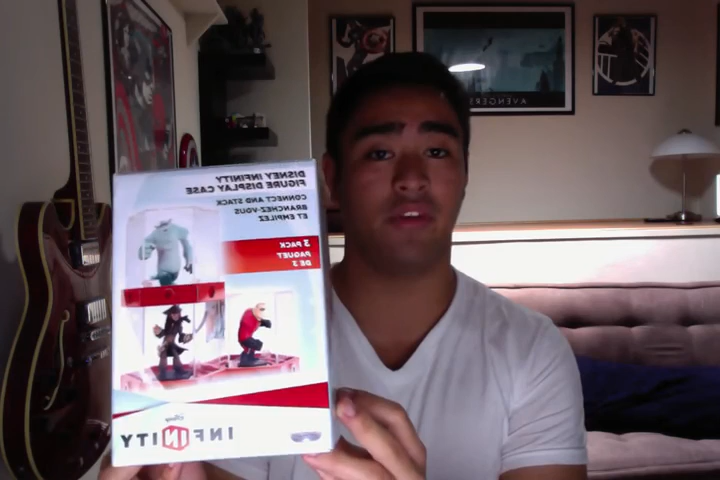 DISNEY INFINITY
FIGURE DISPLAY CASE
CONNECT AND STACK
BRANCHEZ-VOUS
ET EMPILEZ
3 PACK
PAQUET
DE 3
Disney
INFINITY
AVENGERS